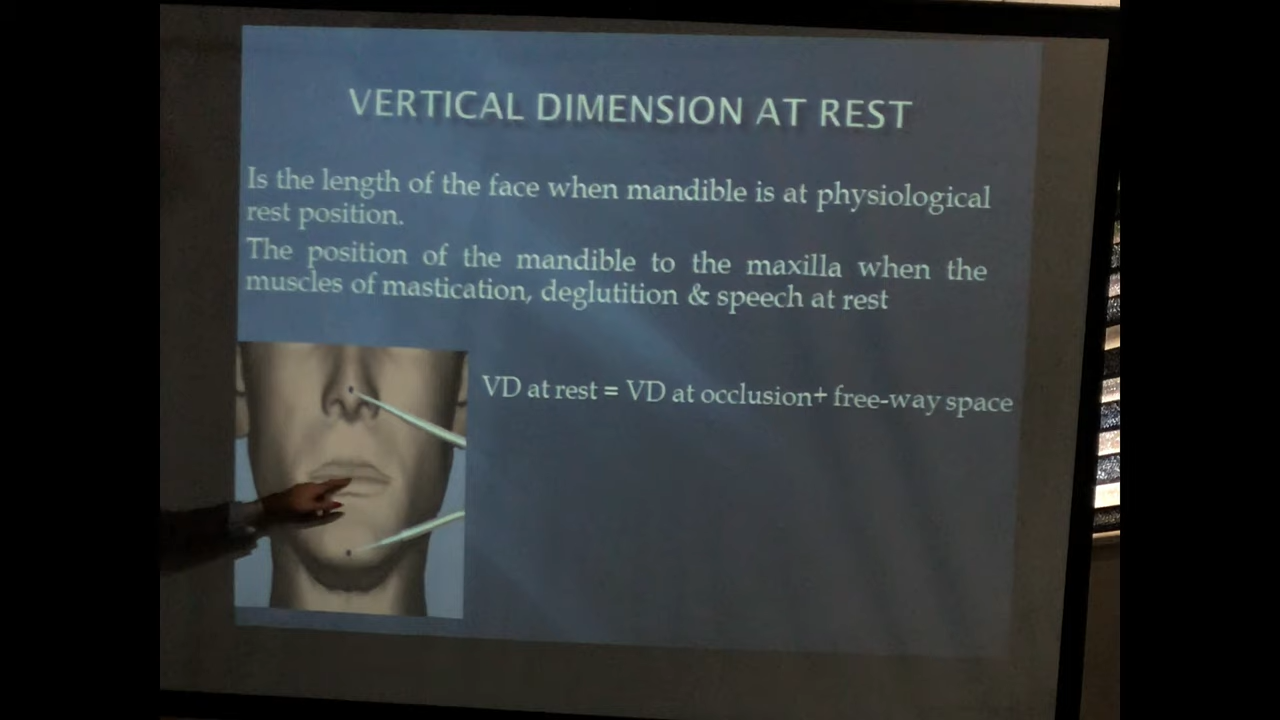 VERTICAL DIMENSION AT REST
Is the length of the face when mandible is at physiological
rest position.
The position of the mandible to the maxilla when the
muscles of mastication, deglutition & speech at rest
VD at rest = VD at occlusion+ free-way space